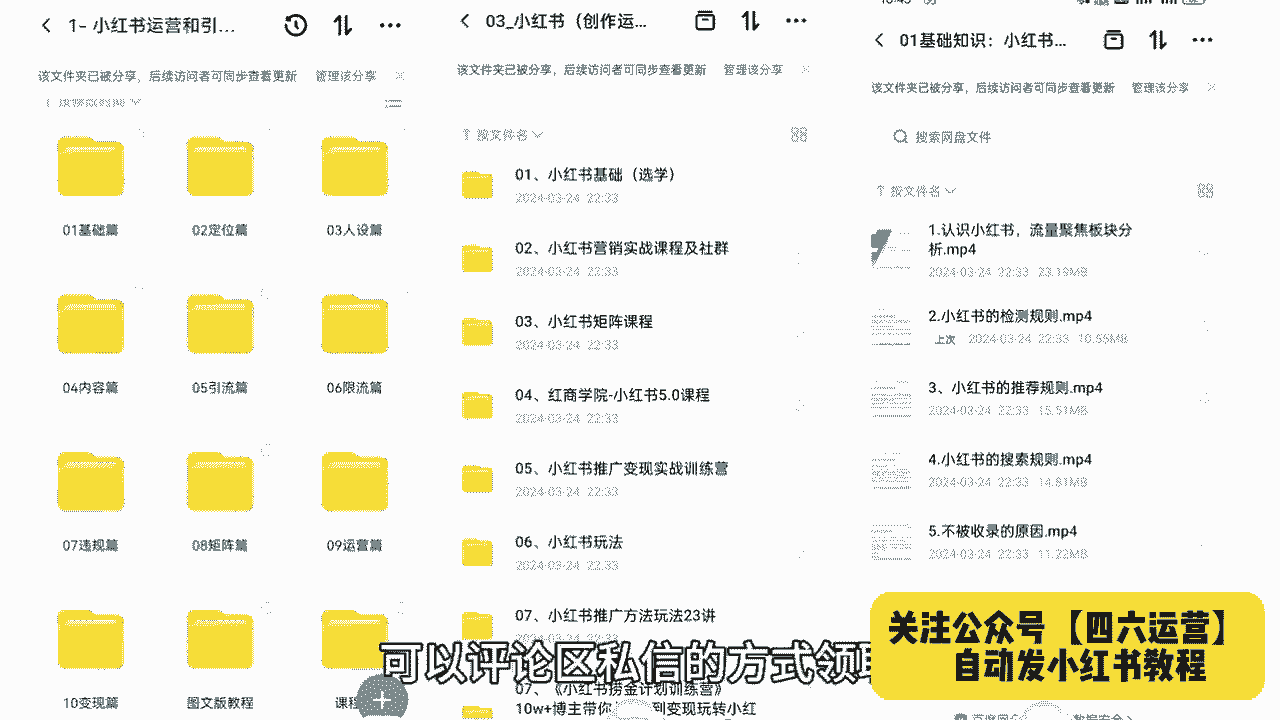 1- 小红书运营和引...
该文件夹已被分享，后续访问者可同步查看更新 管理该分享
01基础篇 02定位篇 03人设篇
04内容篇 05引流篇 06限流篇
07违规篇 08矩阵篇 09运营篇
10变现篇 图文版教程
03_小红书（创作运...
该文件夹已被分享，后续访问者可同步查看更新 管理该分享
按文件名
01、小红书基础（选学）
2024-03-24 22:33
02、小红书营销实战课程及社群
2024-03-24 22:33
03、小红书矩阵课程
2024-03-24 22:33
04、红商学院-小红书5.0课程
2024-03-24 22:33
05、小红书推广变现实战训练营
2024-03-24 22:33
06、小红书玩法
2024-03-24 22:33
07、小红书推广方法玩法23讲
07、《小红书捞金计划训练营》
10w+博主带你 到变现玩转小红
01基础知识：小红书...
该文件夹已被分享，后续访问者可同步查看更新 管理该分享
搜索网盘文件
按文件名
1.认识小红书，流量聚焦板块分
析.mp4
2024-03-24 22:33 23.19MB
2.小红书的检测规则.mp4
上次 2024-03-24 22:33 10.55MB
3、小红书的推荐规则.mp4
2024-03-24 22:33 15.51MB
4.小红书的搜索规则.mp4
2024-03-24 22:33 14.81MB
5.不被收录的原因.mp4
2024-03-24 22:33 11.22MB
关注公众号【四六运营】
自动发小红书教程
可以评论区私信的方式领